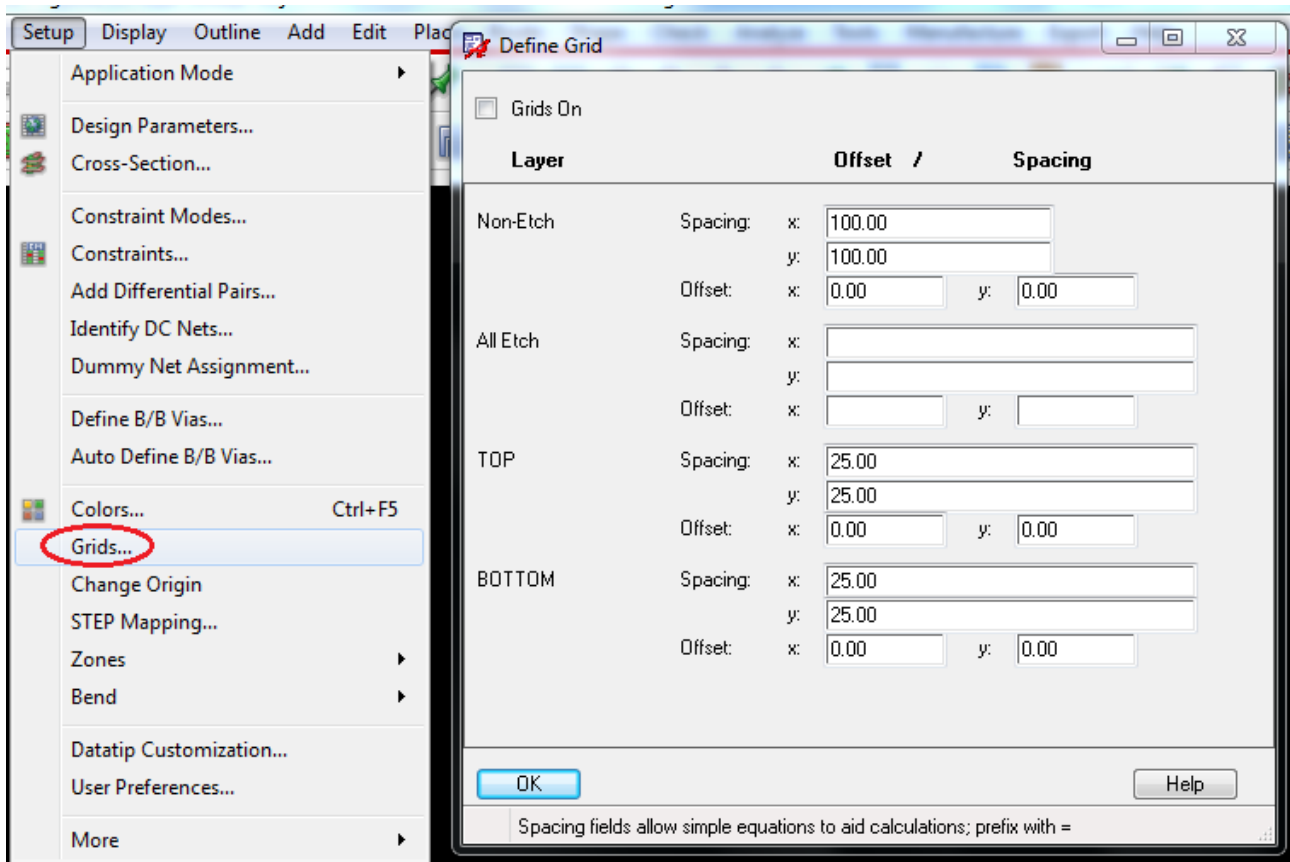 Setup Display Outline Add Edit Plac
Application Mode
Design Parameters...
Cross-Section...
Constraint Modes...
Constraints...
Add Differential Pairs...
Identify DC Nets...
Dummy Net Assignment...
Define B/B Vias...
Auto Define B/B Vias...
Colors... Ctrl+F5
Grids...
Change Origin
STEP Mapping...
Zones
Bend
Datatip Customization...
User Preferences...
More
Define Grid
Grids On
Layer Offset / Spacing
Non-Etch Spacing: x: 100.00
y: 100.00
Offset: x: 0.00 y: 0.00
All Etch Spacing: x:
y:
Offset: x: y:
TOP Spacing: x: 25.00
y: 25.00
Offset: x: 0.00 y: 0.00
BOTTOM Spacing: x: 25.00
y: 25.00
Offset: x: 0.00 y: 0.00
OK Help
Spacing fields allow simple equations to aid calculations; prefix with =